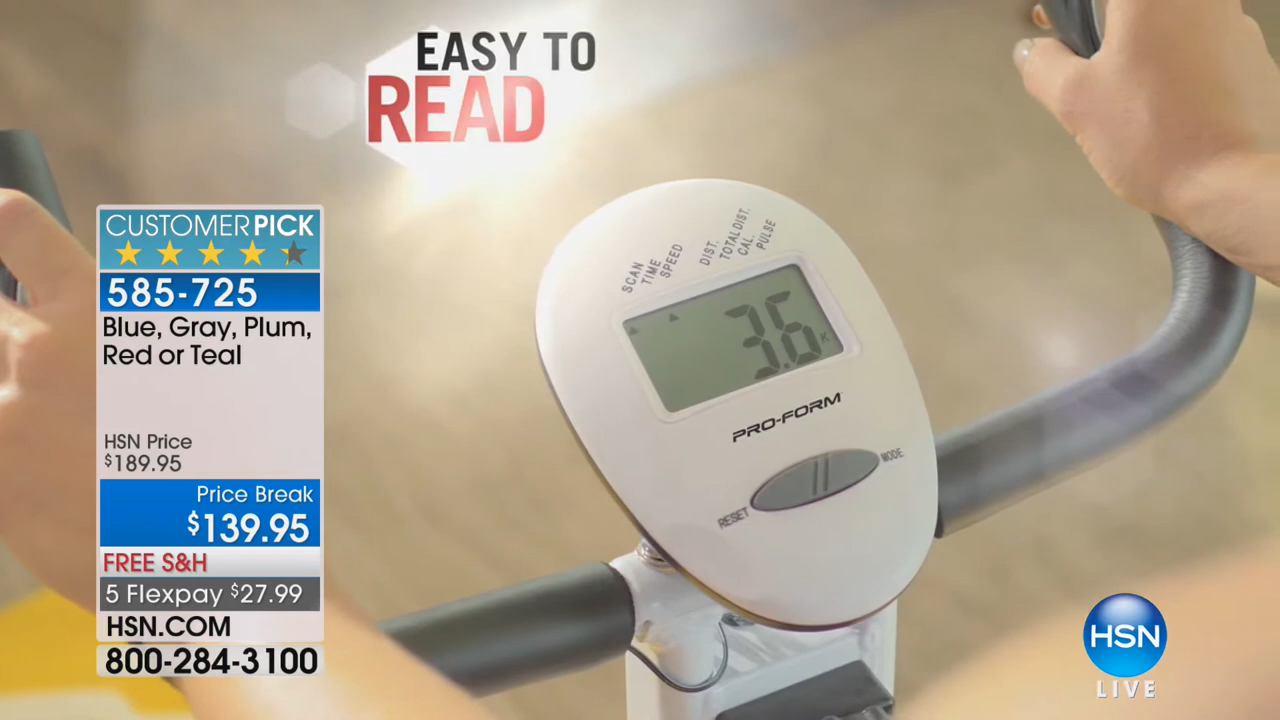 EASY TO
READ
CUSTOMER PICK
585-725
Blue, Gray, Plum,
Red or Teal
HSN Price
$189.95
Price Break
$139.95
FREE S&H
5 Flexpay $27.99
HSN.COM
800-284-3100
SCAN
TIME
SPEED
DIST.
TOTAL DIST.
CAL.
PULSE
3.6 K
PRO-FORM
MODE
RESET
HSN
LIVE